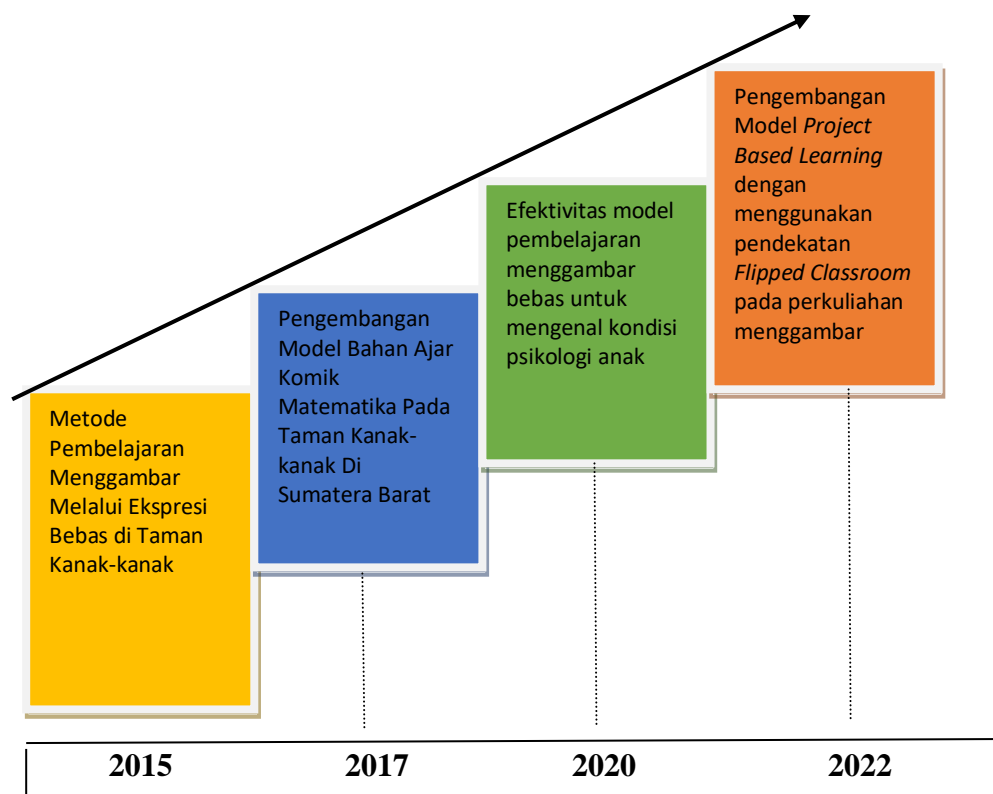 Metode
Pembelajaran
Menggambar
Melalui Ekspresi
Bebas di Taman
Kanak-kanak
Pengembangan
Model Bahan Ajar
Komik
Matematika Pada
Taman Kanak-
kanak Di
Sumatera Barat
Efektivitas model
pembelajaran
menggambar
bebas untuk
mengenal kondisi
psikologi anak
Pengembangan
Model Project
Based Learning
dengan
menggunakan
pendekatan
Flipped Classroom
pada perkuliahan
menggambar
2015
2017
2020
2022